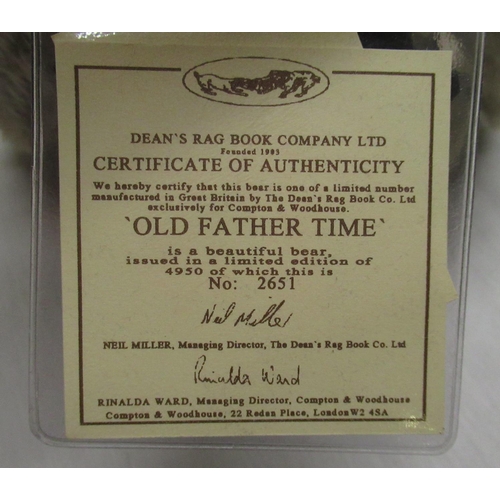 DEAN`S RAG BOOK COMPANY LTD
Founded 1903
CERTIFICATE OF AUTHENTICITY
We hereby certify that this bear is one of a limited number
manufactured in Great Britain by The Dean's Rag Book Co. Ltd
exclusively for Compton & Woodhouse.
`OLD FATHER TIME`
is a beautiful bear,
issued in a limited edition of
4950 of which this is
No: 2651
Neil Miller
NEIL MILLER, Managing Director, The Dean's Rag Book Co. Ltd
Rinalda Ward
RINALDA WARD, Managing Director, Compton & Woodhouse
Compton & Woodhouse, 22 Redan Place, London W2 4SA